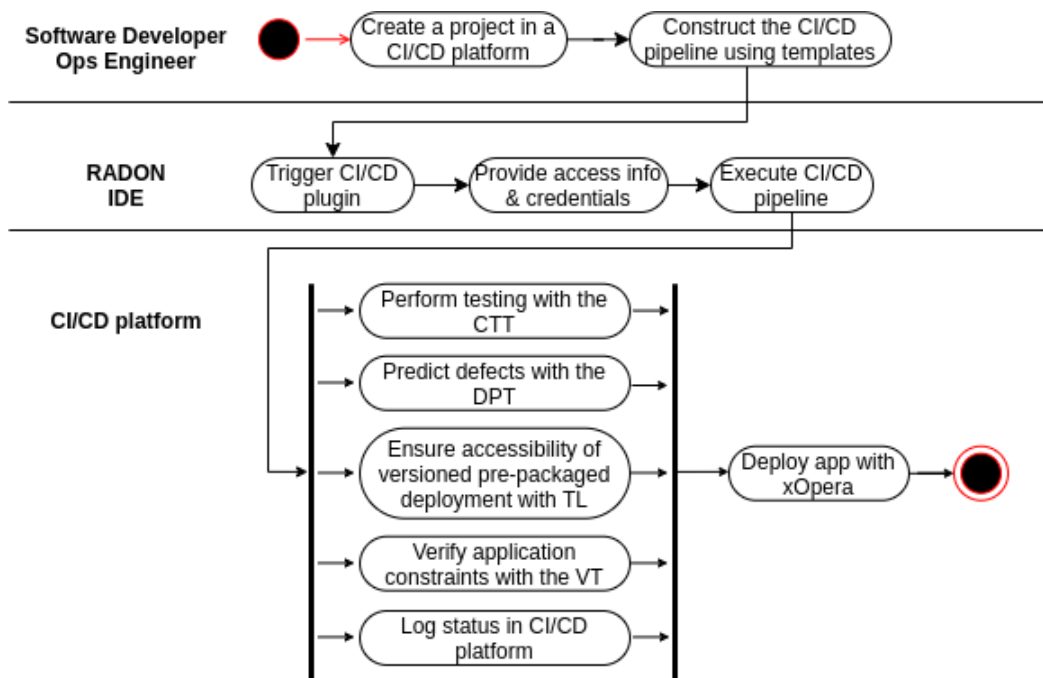 Software Developer
Ops Engineer
Create a project in a
CI/CD platform
Construct the CI/CD
pipeline using templates
RADON
IDE
Trigger CI/CD
plugin
Provide access info
& credentials
Execute CI/CD
pipeline
CI/CD platform
Perform testing with the
CTT
Predict defects with the
DPT
Ensure accessibility of
versioned pre-packaged
deployment with TL
Verify application
constraints with the VT
Log status in CI/CD
platform
Deploy app with
xOpera